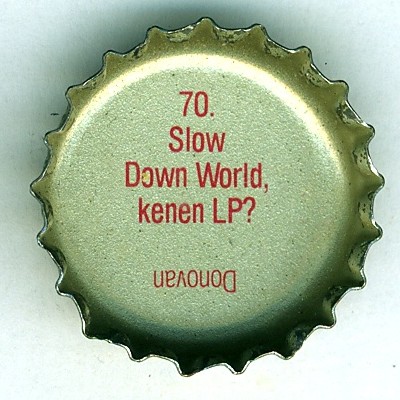 70.
Slow
Down World,
kenen LP?
Donovan